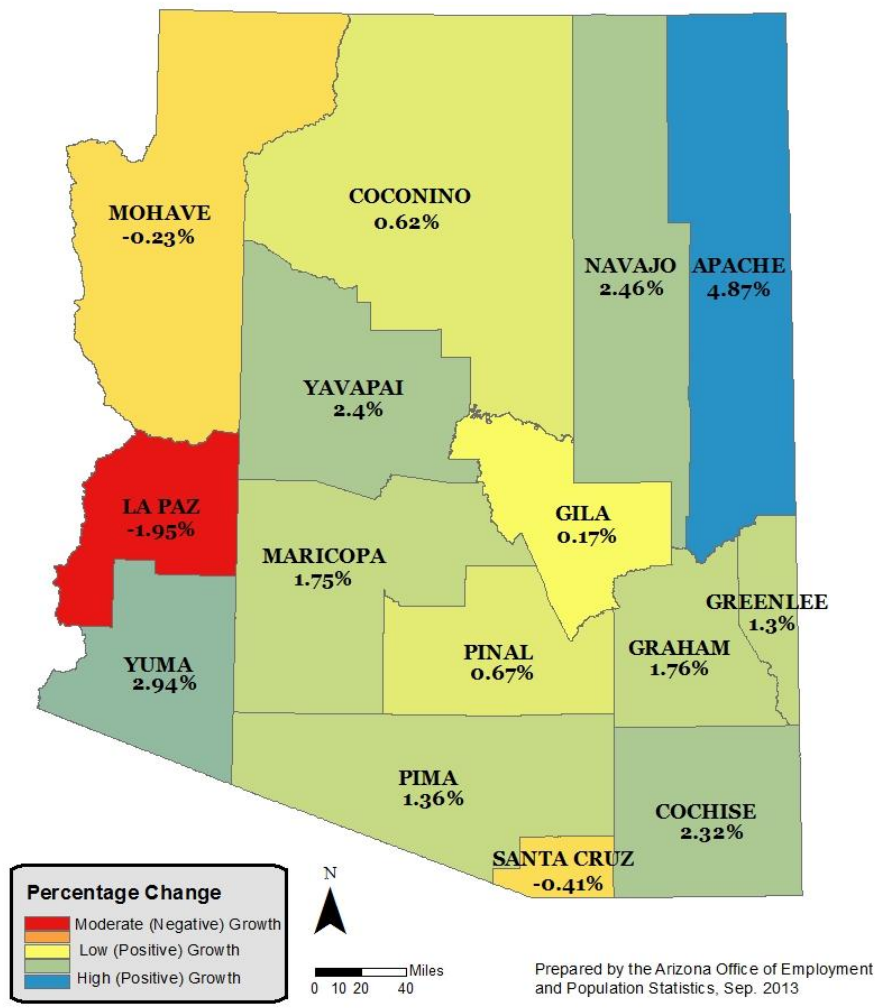 COCONINO
0.62%
MOHAVE
-0.23%
NAVAJO
2.46%
APACHE
4.87%
YAVAPAI
2.4%
LA PAZ
-1.95%
GILA
0.17%
MARICOPA
1.75%
GREENLEE
1.3%
PINAL
0.67%
GRAHAM
1.76%
YUMA
2.94%
PIMA
1.36%
COCHISE
2.32%
SANTA CRUZ
-0.41%
Percentage Change
Moderate (Negative) Growth
Low (Positive) Growth
High (Positive) Growth
N
Miles
0 10 20 40
Prepared by the Arizona Office of Employment
and Population Statistics, Sep. 2013